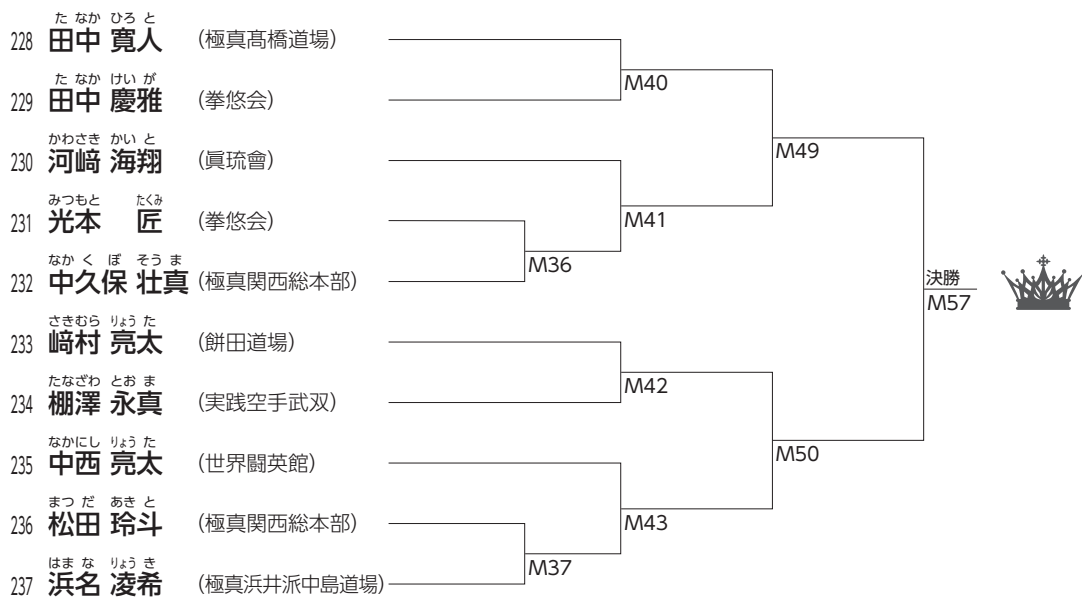 たなか ひろと
228 田中 寛人 (極真髙橋道場)
M40
たなか けいが
229 田中 慶雅 (拳悠会)
M49
かわさき かいと
230 河﨑 海翔 (眞琉會)
M41
みつもと たくみ
231 光本 匠 (拳悠会)
M36
なかくぼ そうま
232 中久保 壮真 (極真関西総本部)
決勝
M57
さきむら りょうた
233 﨑村 亮太 (餅田道場)
M42
たなざわ とおま
234 棚澤 永真 (実践空手武双)
M50
なかにし りょうた
235 中西 亮太 (世界闘英館)
M43
まつだ あきと
236 松田 玲斗 (極真関西総本部)
M37
はまな りょうき
237 浜名 凌希 (極真浜井派中島道場)